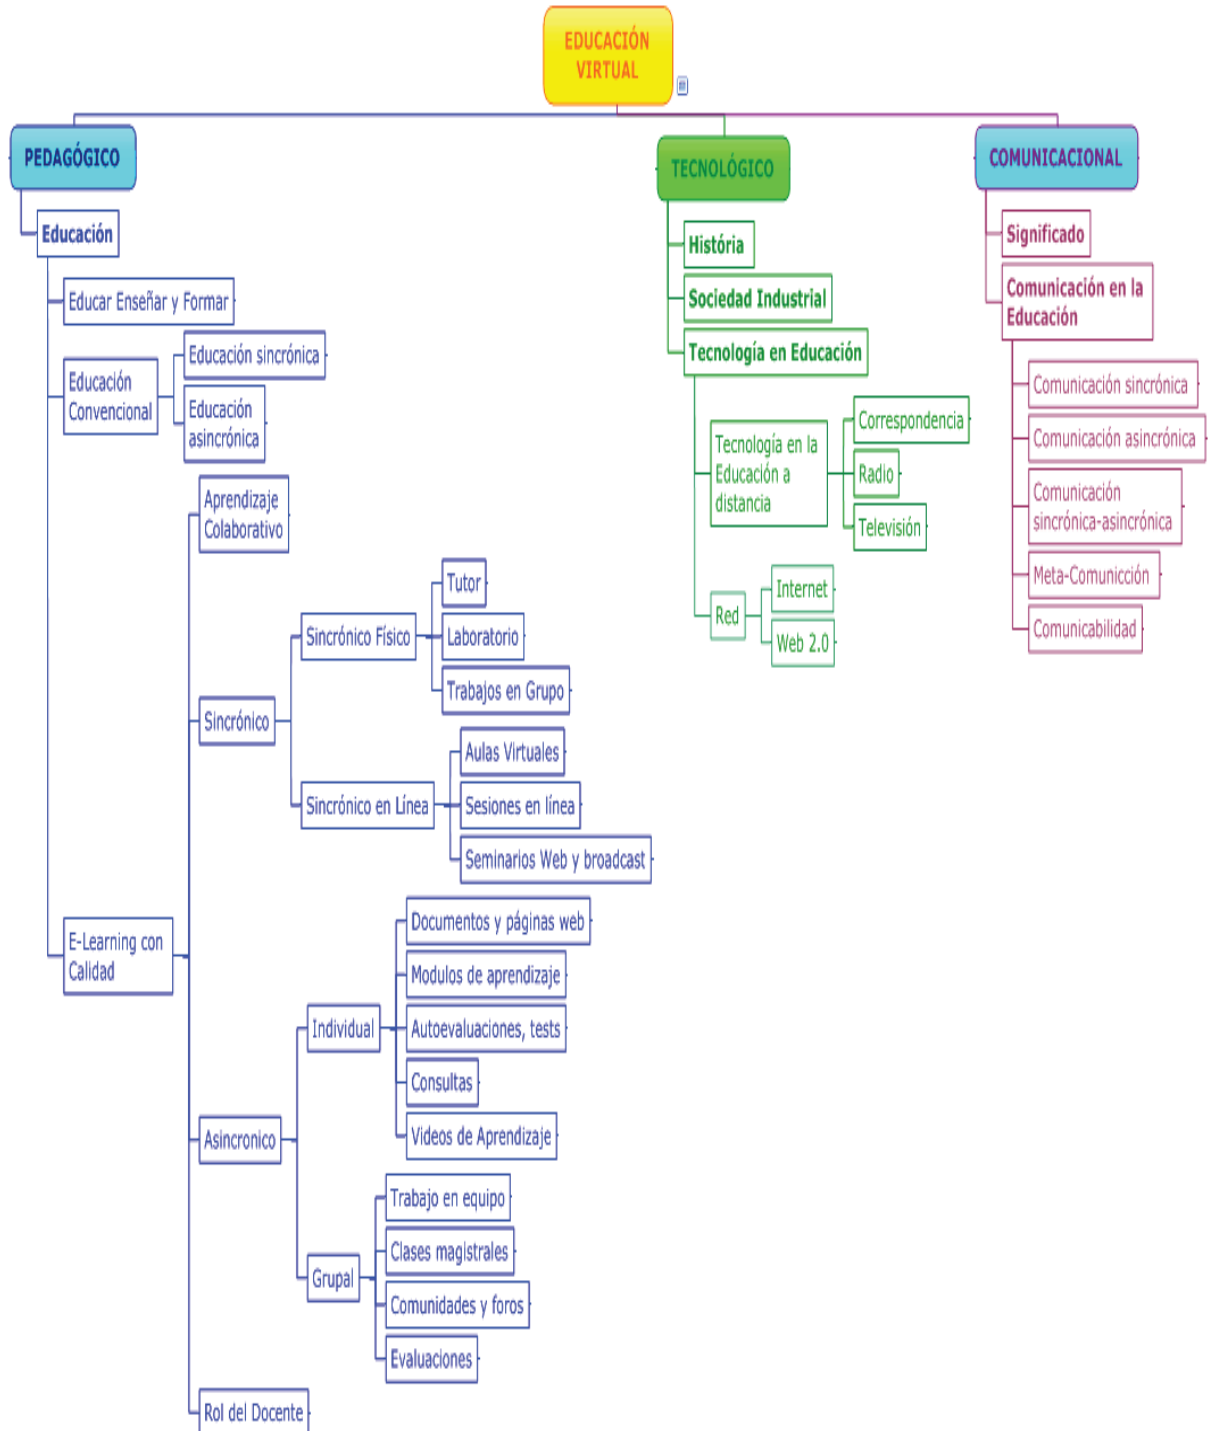 EDUCACIÓN
VIRTUAL
PEDAGÓGICO
Educación
Educar Enseñar y Formar
Educación
Convencional
Educación sincrónica
Educación
asincrónica
E-Learning con
Calidad
Aprendizaje
Colaborativo
Sincrónico
Sincrónico Físico
Tutor
Laboratorio
Trabajos en Grupo
Sincrónico en Línea
Aulas Virtuales
Sesiones en línea
Seminarios Web y broadcast
Asincronico
Individual
Documentos y páginas web
Modulos de aprendizaje
Autoevaluaciones, tests
Consultas
Videos de Aprendizaje
Grupal
Trabajo en equipo
Clases magistrales
Comunidades y foros
Evaluaciones
Rol del Docente
TECNOLÓGICO
História
Sociedad Industrial
Tecnología en Educación
Tecnología en la
Educación a
distancia
Correspondencia
Radio
Televisión
Red
Internet
Web 2.0
COMUNICACIONAL
Significado
Comunicación en la
Educación
Comunicación sincrónica
Comunicación asincrónica
Comunicación
sincrónica-asincrónica
Meta-Comunicción
Comunicabilidad